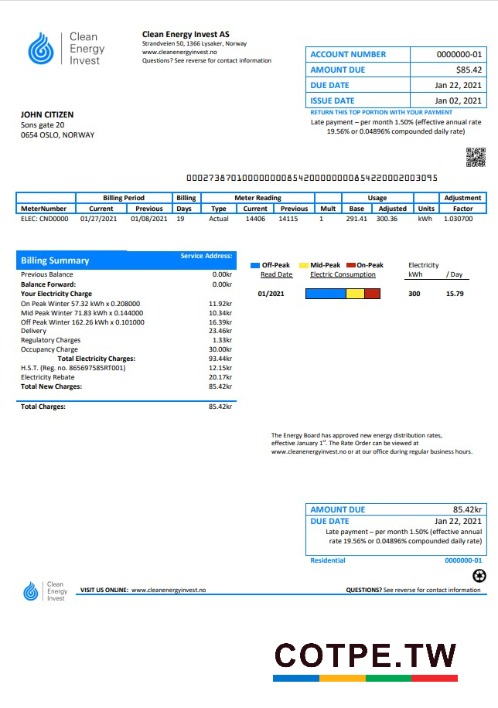 Clean
Energy
Invest
Clean Energy Invest AS
Strandveien 50, 1366 Lysaker, Norway
www.cleanenergyinvest.no
Questions? See reverse for contact information
ACCOUNT NUMBER 0000000-01
AMOUNT DUE $85.42
DUE DATE Jan 22, 2021
ISSUE DATE Jan 02, 2021
RETURN THIS TOP PORTION WITH YOUR PAYMENT
Late payment – per month 1.50% (effective annual rate
19.56% or 0.04896% compounded daily rate)
JOHN CITIZEN
Sons gate 20
0654 OSLO, NORWAY
Billing Period Billing Meter Reading Usage Adjustment
MeterNumber Current Previous Days Type Current Previous Mult Base Adjusted Units Factor
ELEC: CND0000 01/27/2021 01/08/2021 19 Actual 14406 14115 1 291.41 300.36 kWh 1.030700
Billing Summary Service Address:
Previous Balance 0.00kr
Balance Forward: 0.00kr
Your Electricity Charge
On Peak Winter 57.32 kWh x 0.208000 11.92kr
Mid Peak Winter 71.83 kWh x 0.144000 10.34kr
Off Peak Winter 162.26 kWh x 0.101000 16.39kr
Delivery 23.46kr
Regulatory Charges 1.33kr
Occupancy Charge 30.00kr
Total Electricity Charges: 93.44kr
H.S.T. (Reg. no. 865697585RT001) 12.15kr
Electricity Rebate 20.17kr
Total New Charges: 85.42kr
Total Charges: 85.42kr
Off-Peak Mid-Peak On-Peak Electricity
Read Date Electric Consumption kWh / Day
01/2021 300 15.79
The Energy Board has approved new energy distribution rates,
effective January 1st. The Rate Order can be viewed at
www.cleanenergyinvest.no or at our office during regular business hours.
AMOUNT DUE 85.42kr
DUE DATE Jan 22, 2021
Late payment – per month 1.50% (effective annual
rate 19.56% or 0.04896% compounded daily rate)
Residential 0000000-01
Clean
Energy
Invest
VISIT US ONLINE: www.cleanenergyinvest.no QUESTIONS? See reverse for contact information
COTPE.TW